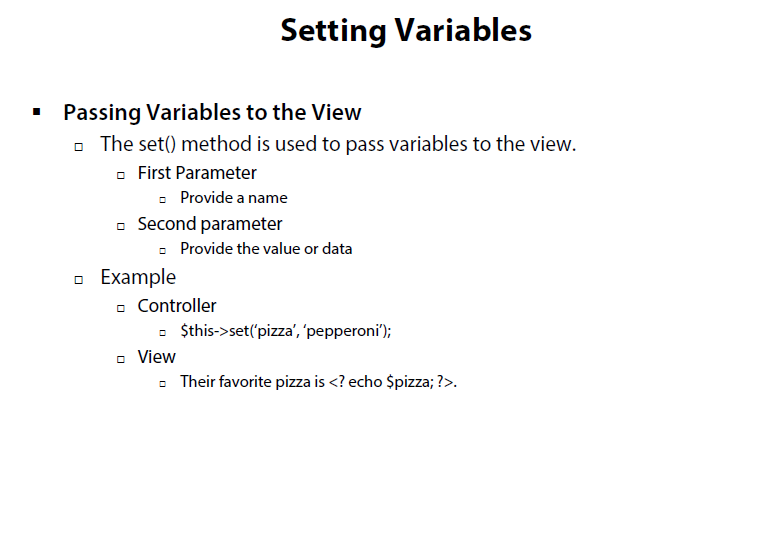 Setting Variables
Passing Variables to the View
The set() method is used to pass variables to the view.
First Parameter
Provide a name
Second parameter
Provide the value or data
Example
Controller
$this->set(‘pizza’, ‘pepperoni’);
View
Their favorite pizza is <? echo $pizza; ?>.